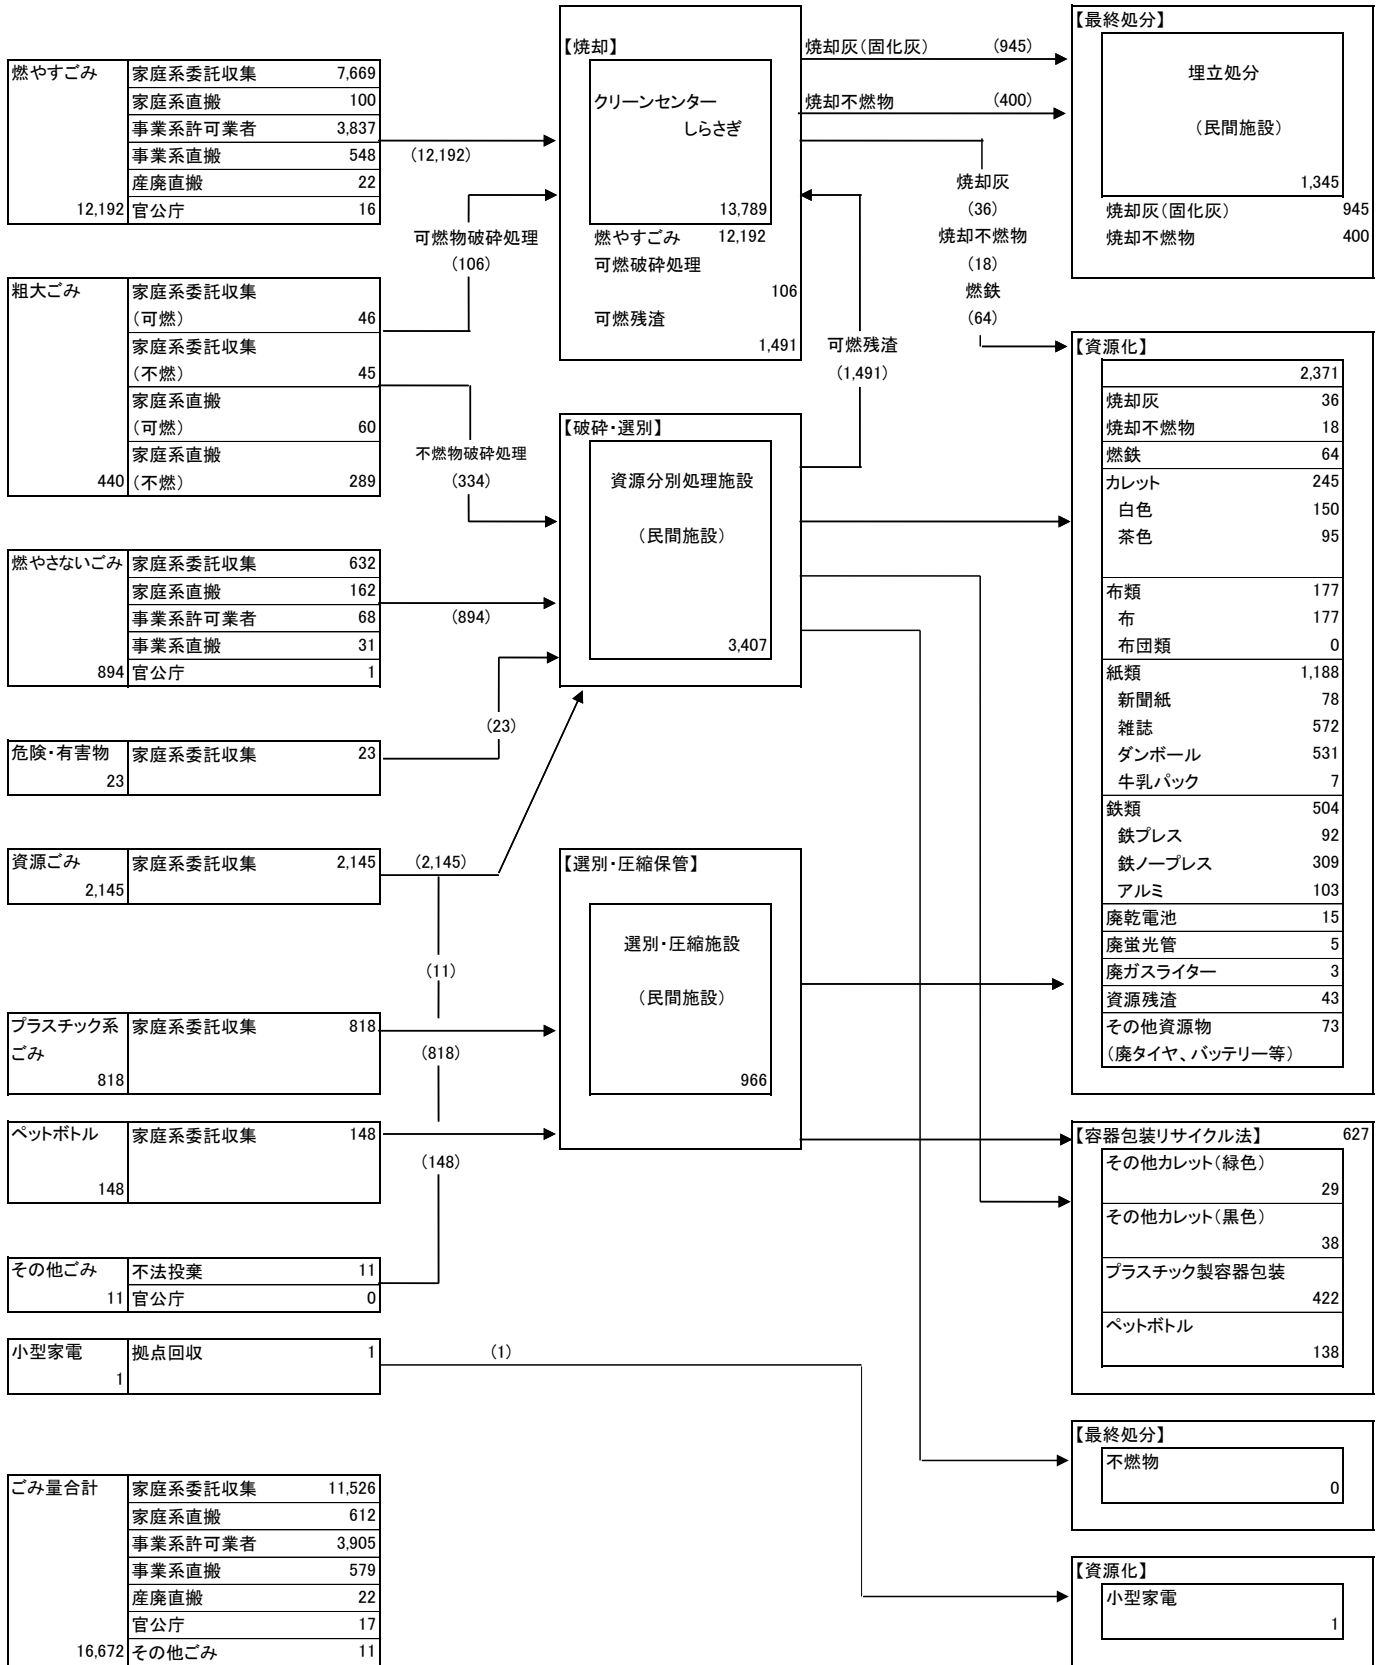 燃やすごみ
家庭系委託収集 7,669
家庭系直搬 100
事業系許可業者 3,837
事業系直搬 548
産廃直搬 22
12,192 官公庁 16
(12,192)
粗大ごみ
家庭系委託収集
(可燃) 46
家庭系委託収集
(不燃) 45
家庭系直搬
(可燃) 60
家庭系直搬
440 (不燃) 289
可燃物破砕処理
(106)
不燃物破砕処理
(334)
燃やさないごみ
家庭系委託収集 632
家庭系直搬 162
事業系許可業者 68
事業系直搬 31
894 官公庁 1
(894)
危険・有害物
家庭系委託収集 23
23
(23)
資源ごみ
家庭系委託収集 2,145
2,145
(2,145)
(11)
プラスチック系
ごみ
家庭系委託収集 818
818
(818)
ペットボトル
家庭系委託収集 148
148
(148)
その他ごみ
不法投棄 11
11 官公庁 0
小型家電
拠点回収 1
1
(1)
ごみ量合計
家庭系委託収集 11,526
家庭系直搬 612
事業系許可業者 3,905
事業系直搬 579
産廃直搬 22
官公庁 17
16,672 その他ごみ 11
【焼却】
クリーンセンター
しらさぎ
13,789
燃やすごみ 12,192
可燃破砕処理
106
可燃残渣
1,491
焼却灰(固化灰) (945)
焼却不燃物 (400)
焼却灰
(36)
焼却不燃物
(18)
燃鉄
(64)
可燃残渣
(1,491)
【破砕・選別】
資源分別処理施設
(民間施設)
3,407
【選別・圧縮保管】
選別・圧縮施設
(民間施設)
966
【最終処分】
埋立処分
(民間施設)
1,345
焼却灰(固化灰) 945
焼却不燃物 400
【資源化】
2,371
焼却灰 36
焼却不燃物 18
燃鉄 64
カレット 245
白色 150
茶色 95
布類 177
布 177
布団類 0
紙類 1,188
新聞紙 78
雑誌 572
ダンボール 531
牛乳パック 7
鉄類 504
鉄プレス 92
鉄ノープレス 309
アルミ 103
廃乾電池 15
廃蛍光管 5
廃ガスライター 3
資源残渣 43
その他資源物 73
(廃タイヤ、バッテリー等)
【容器包装リサイクル法】 627
その他カレット(緑色)
29
その他カレット(黒色)
38
プラスチック製容器包装
422
ペットボトル
138
【最終処分】
不燃物
0
【資源化】
小型家電
1